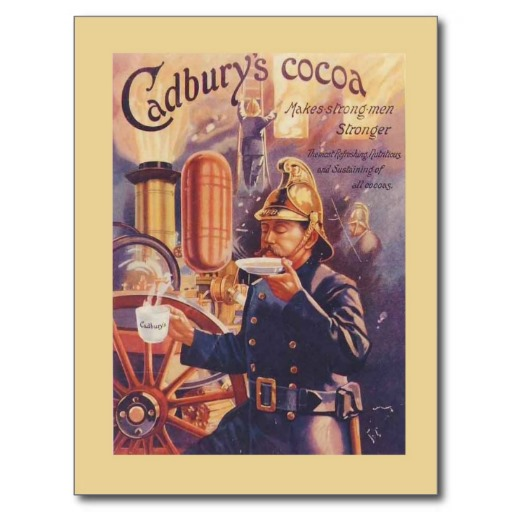 Cadbury's cocoa
Makes·strong·men
Stronger
The most Refreshing, Nutritious
and Sustaining of
all cocoas.
Cadbury's